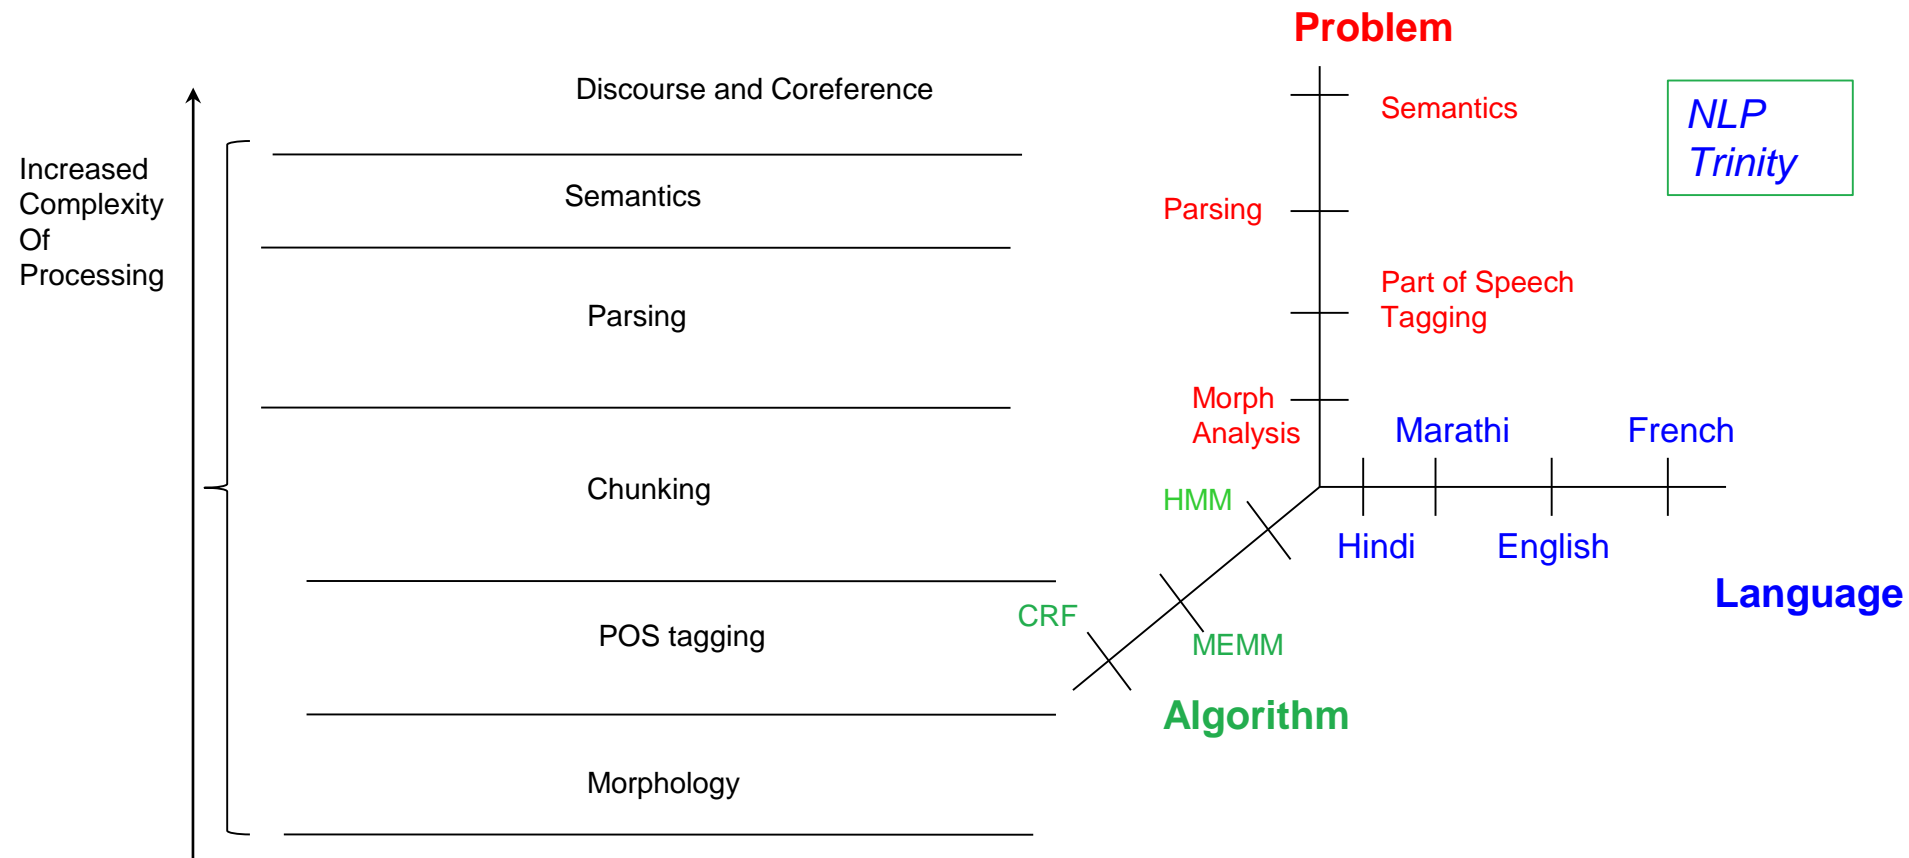 Increased
Complexity
Of
Processing
Discourse and Coreference
Semantics
Parsing
Chunking
POS tagging
Morphology
Problem
Semantics
Parsing
Part of Speech
Tagging
Morph
Analysis
NLP
Trinity
Marathi
French
Hindi
English
Language
HMM
CRF
MEMM
Algorithm